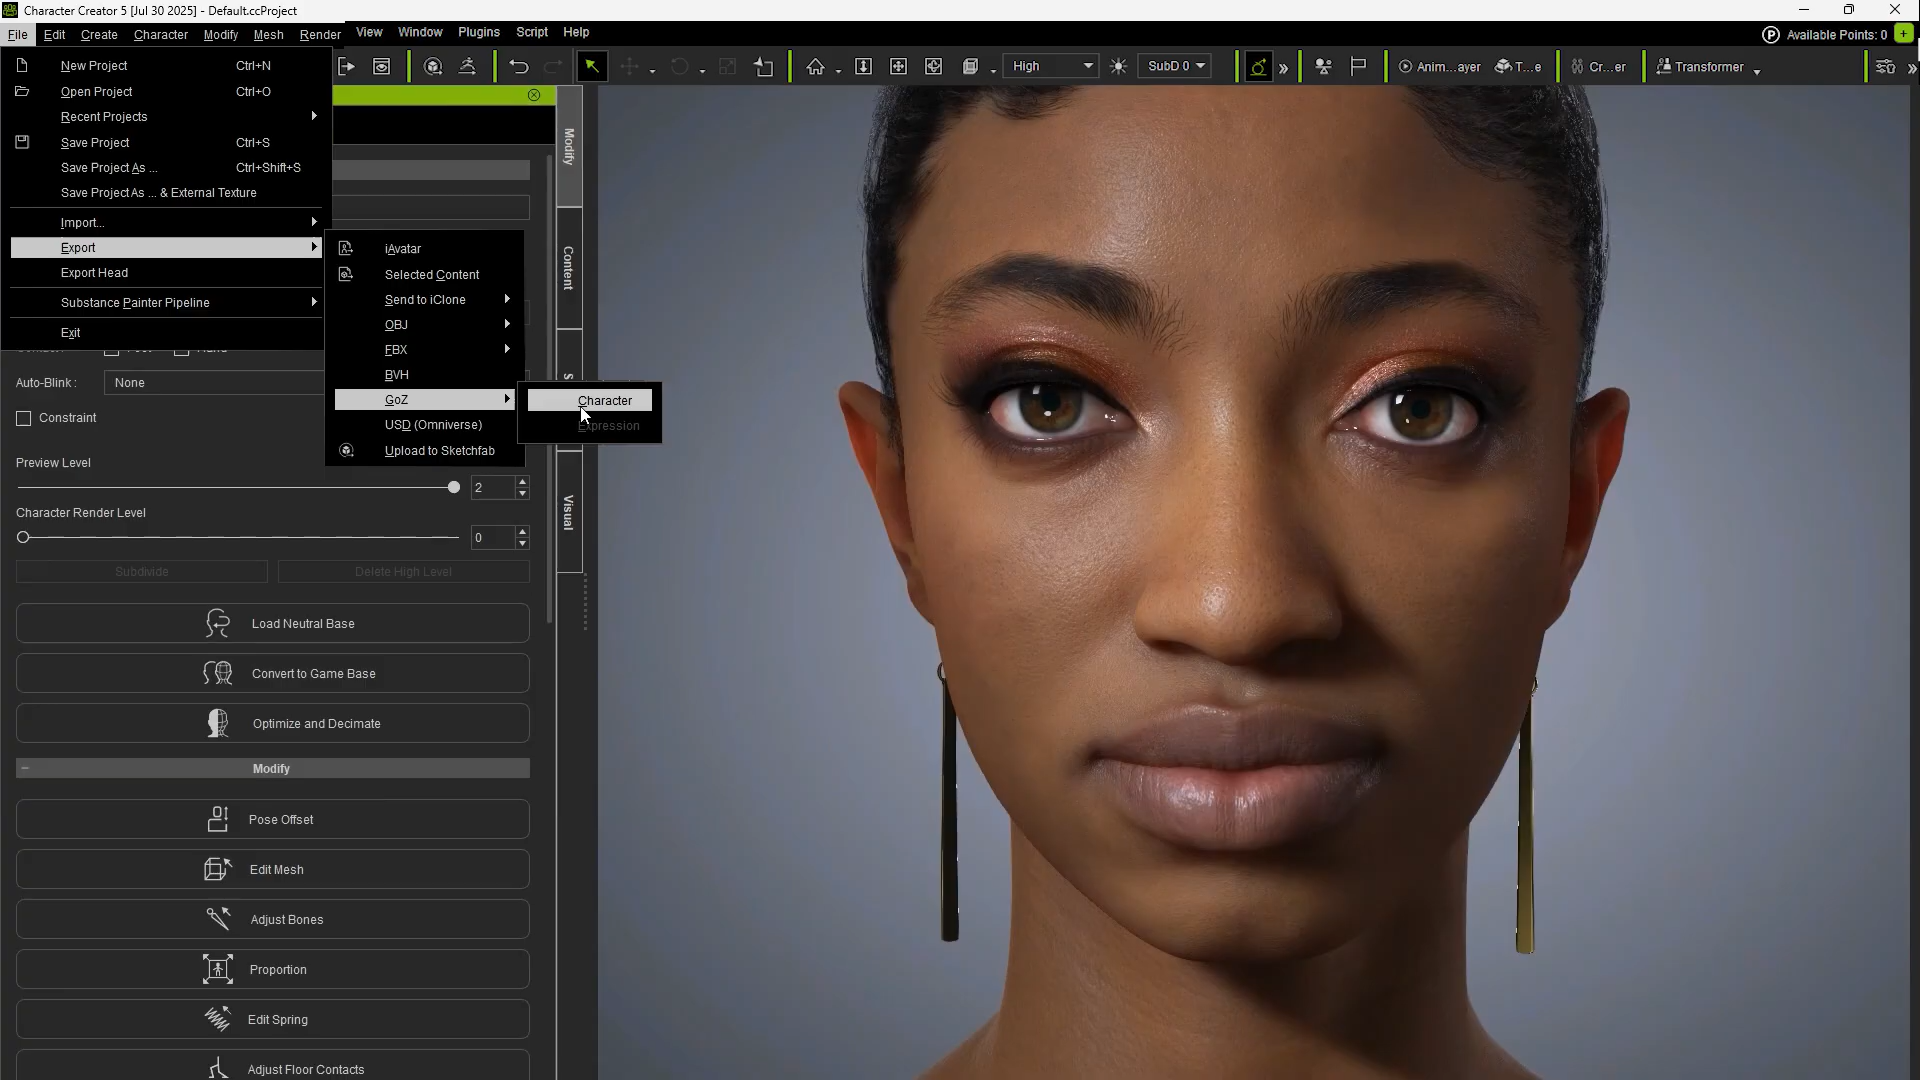 Character Creator 5 [Jul 30 2025] - Default.ccProject
File Edit Create Character Modify Mesh Render View Window Plugins Script Help
Available Points: 0
New Project Ctrl+N
Open Project Ctrl+O
Recent Projects
Save Project Ctrl+S
Save Project As ... Ctrl+Shift+S
Save Project As ... & External Texture
Import...
Export
Export Head
Substance Painter Pipeline
Exit
iAvatar
Selected Content
Send to iClone
OBJ
FBX
BVH
GoZ
USD (Omniverse)
Upload to Sketchfab
Character
Expression
High
SubD 0
Anim...ayer
T...e
Cr...er
Transformer
Modify
Content
Visual
Auto-Blink :
None
Constraint
Preview Level
2
Character Render Level
0
Subdivide
Delete High Level
Load Neutral Base
Convert to Game Base
Optimize and Decimate
Modify
Pose Offset
Edit Mesh
Adjust Bones
Proportion
Edit Spring
Adjust Floor Contacts